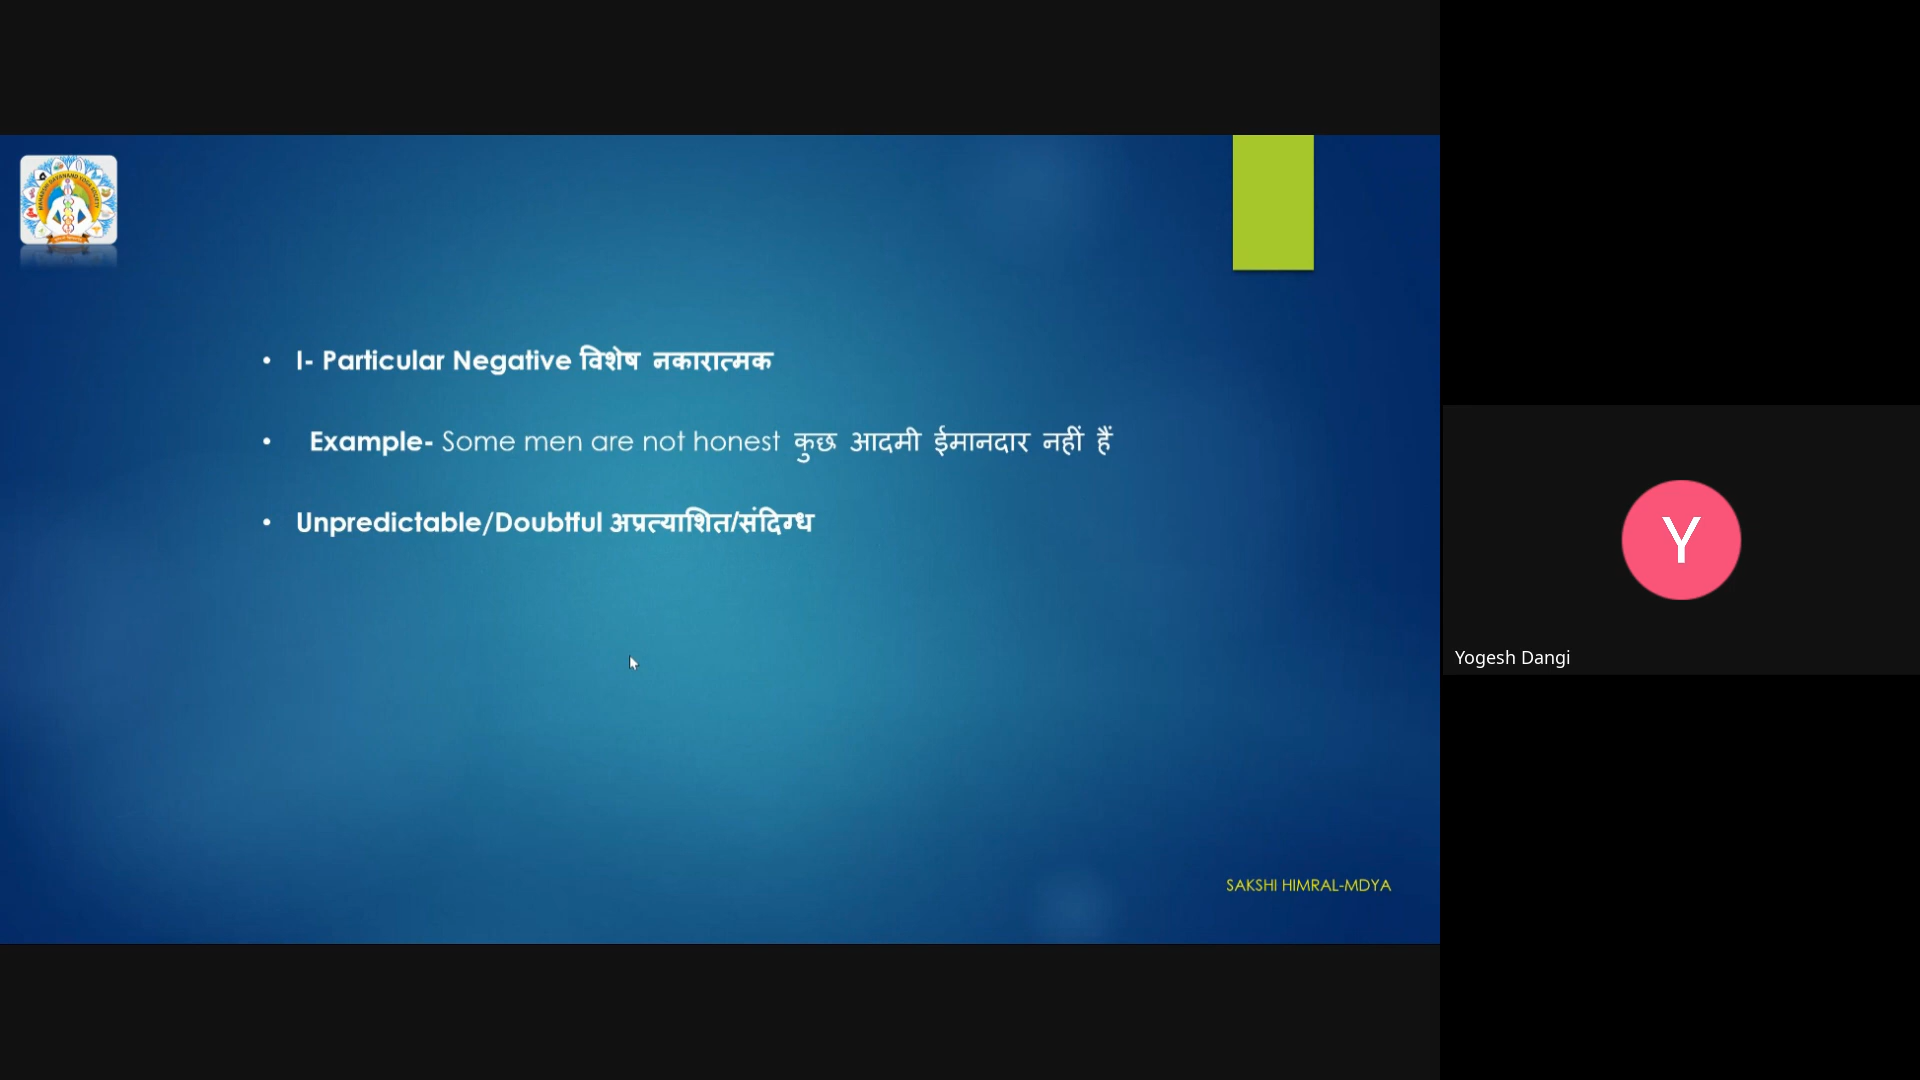 I- Particular Negative विशेष नकारात्मक
Example- Some men are not honest कुछ आदमी ईमानदार नहीं हैं
Unpredictable/Doubtful अप्रत्याशित/संदिग्ध
SAKSHI HIMRAL-MDYA
Y
Yogesh Dangi